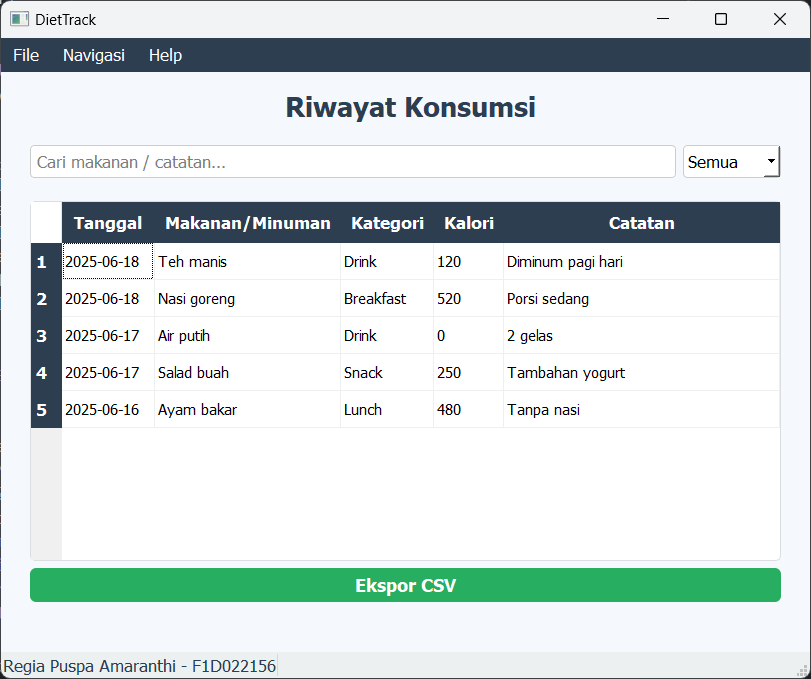 DietTrack
File Navigasi Help
Riwayat Konsumsi
Cari makanan / catatan... Semua
Tanggal Makanan/Minuman Kategori Kalori Catatan
1 2025-06-18 Teh manis Drink 120 Diminum pagi hari
2 2025-06-18 Nasi goreng Breakfast 520 Porsi sedang
3 2025-06-17 Air putih Drink 0 2 gelas
4 2025-06-17 Salad buah Snack 250 Tambahan yogurt
5 2025-06-16 Ayam bakar Lunch 480 Tanpa nasi
Ekspor CSV
Regia Puspa Amaranthi - F1D022156